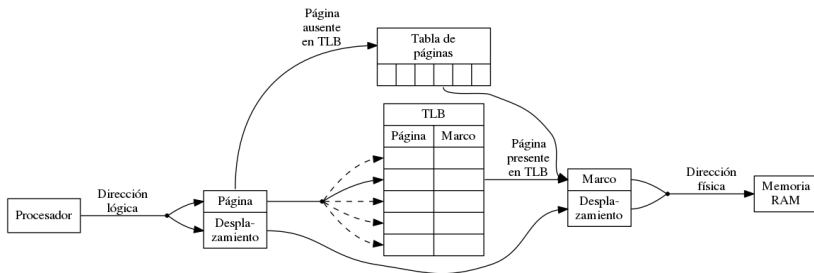 Página
ausente
en TLB
Tabla de
páginas
TLB
Página Marco
Página
presente
en TLB
Dirección
lógica
Dirección
física
Procesador
Página
Despla-
zamiento
Marco
Despla-
zamiento
Memoria
RAM